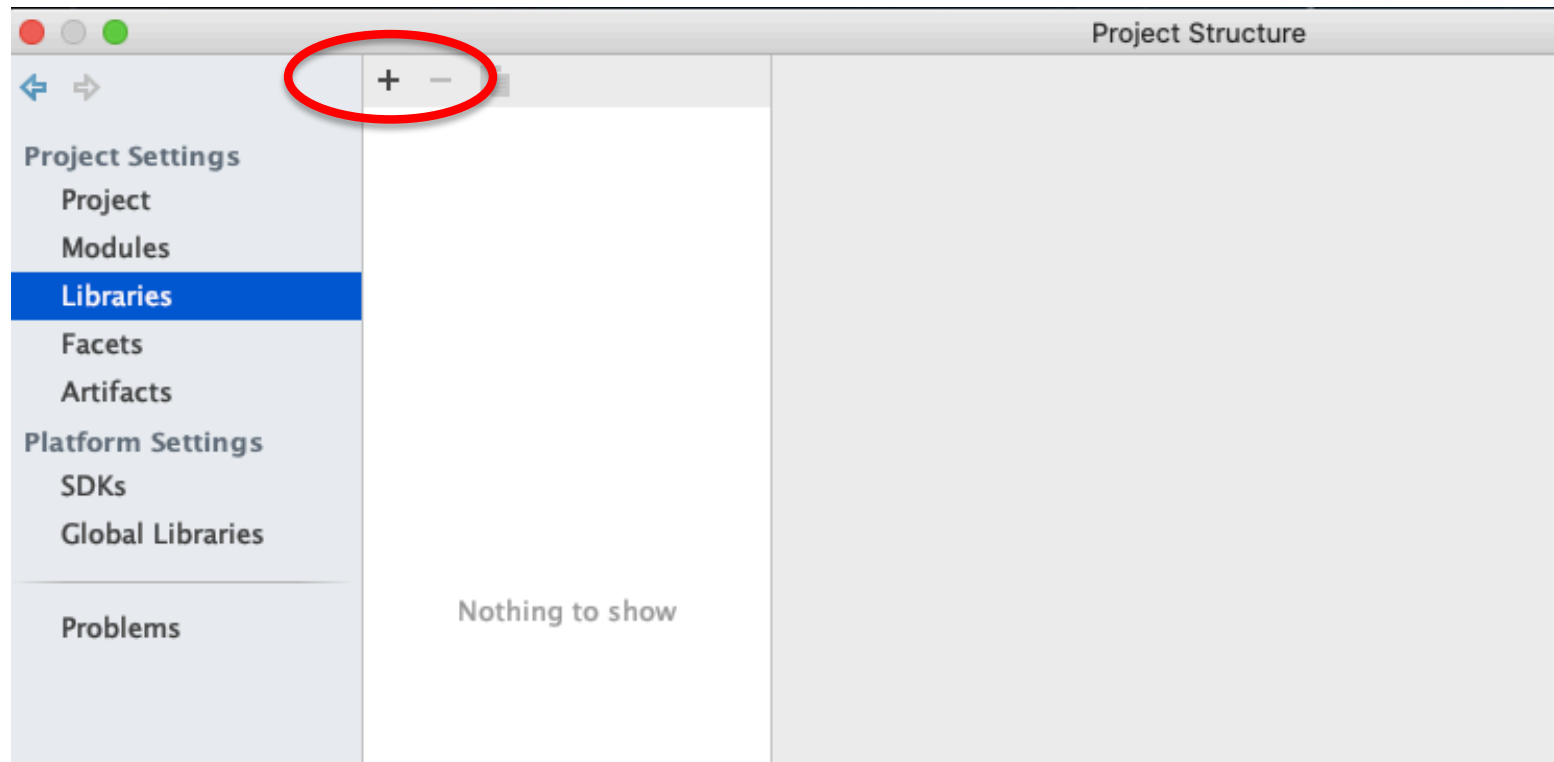 Project Structure
+ −
Project Settings
Project
Modules
Libraries
Facets
Artifacts
Platform Settings
SDKs
Global Libraries
Problems
Nothing to show